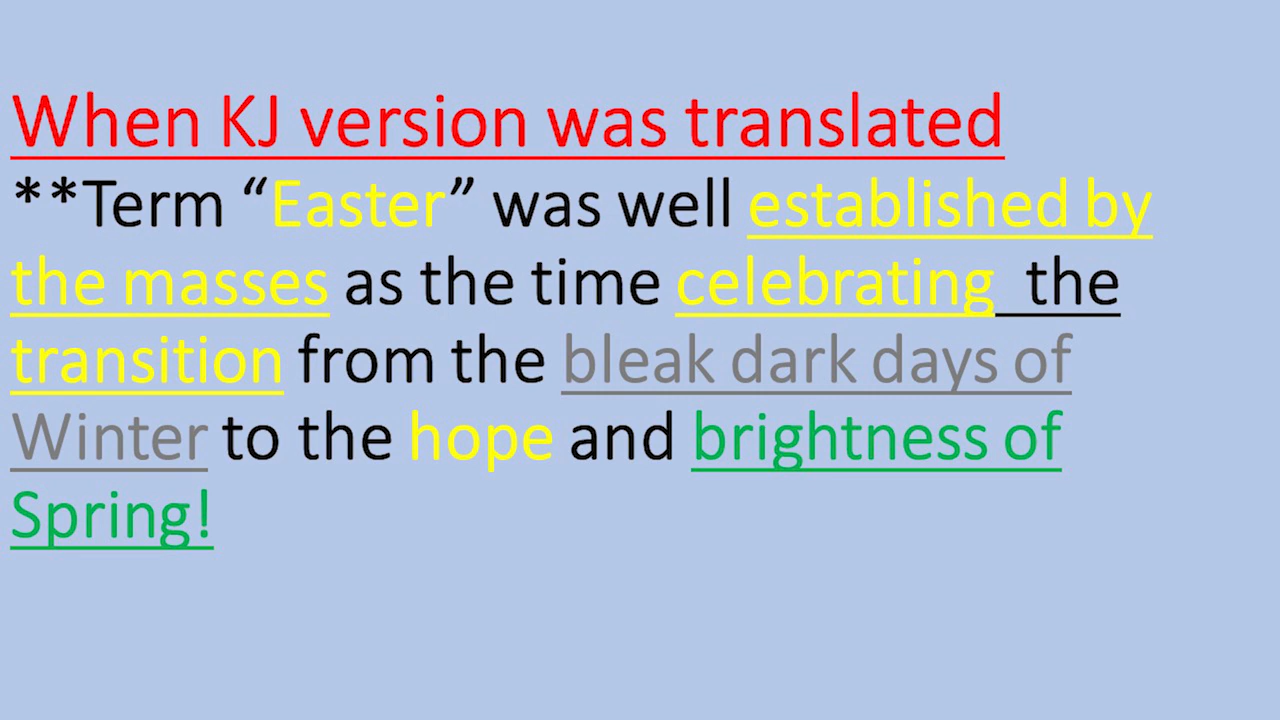 When KJ version was translated
**Term “Easter” was well established by
the masses as the time celebrating  the
transition from the bleak dark days of
Winter to the hope and brightness of
Spring!